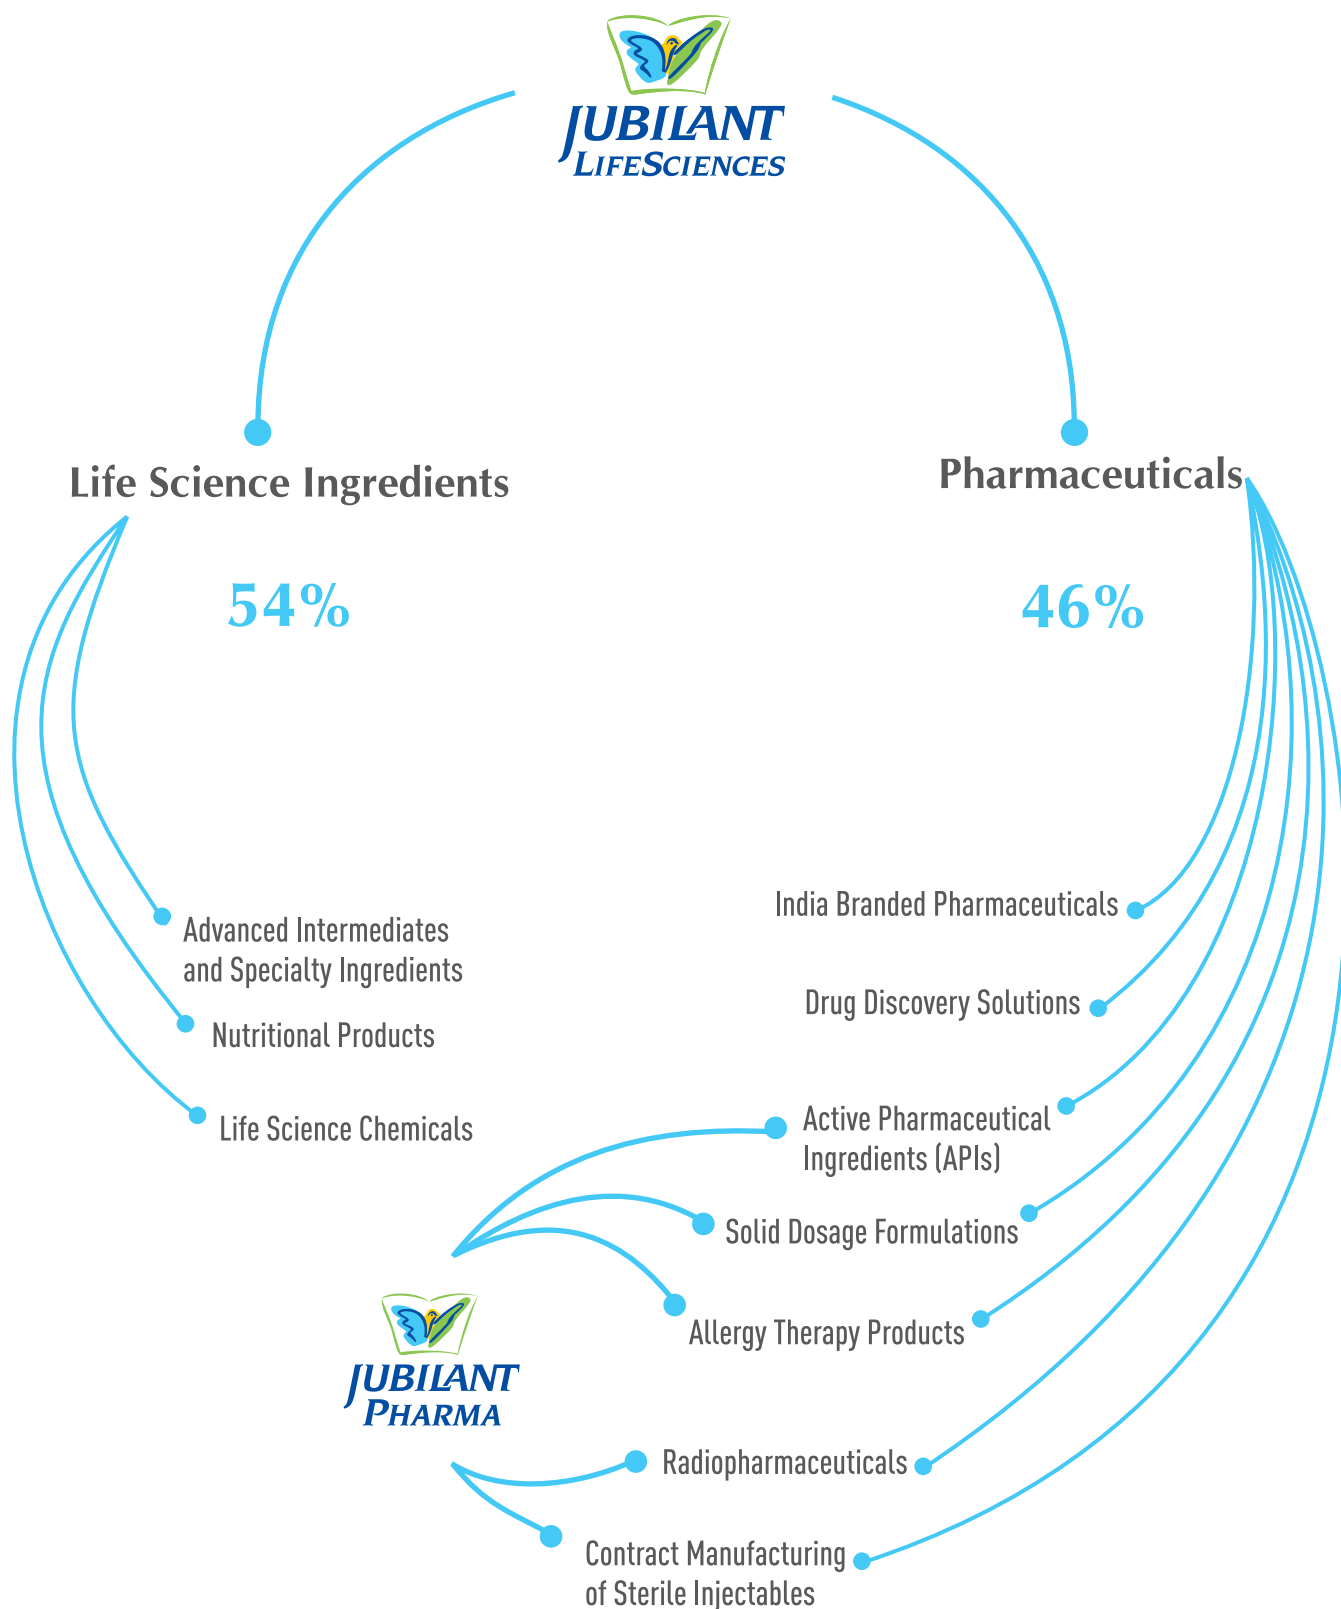 JUBILANT
LIFESCIENCES
Life Science Ingredients
54%
Advanced Intermediates
and Specialty Ingredients
Nutritional Products
Life Science Chemicals
Pharmaceuticals
46%
India Branded Pharmaceuticals
Drug Discovery Solutions
Active Pharmaceutical
Ingredients (APIs)
Solid Dosage Formulations
Allergy Therapy Products
JUBILANT
PHARMA
Radiopharmaceuticals
Contract Manufacturing
of Sterile Injectables